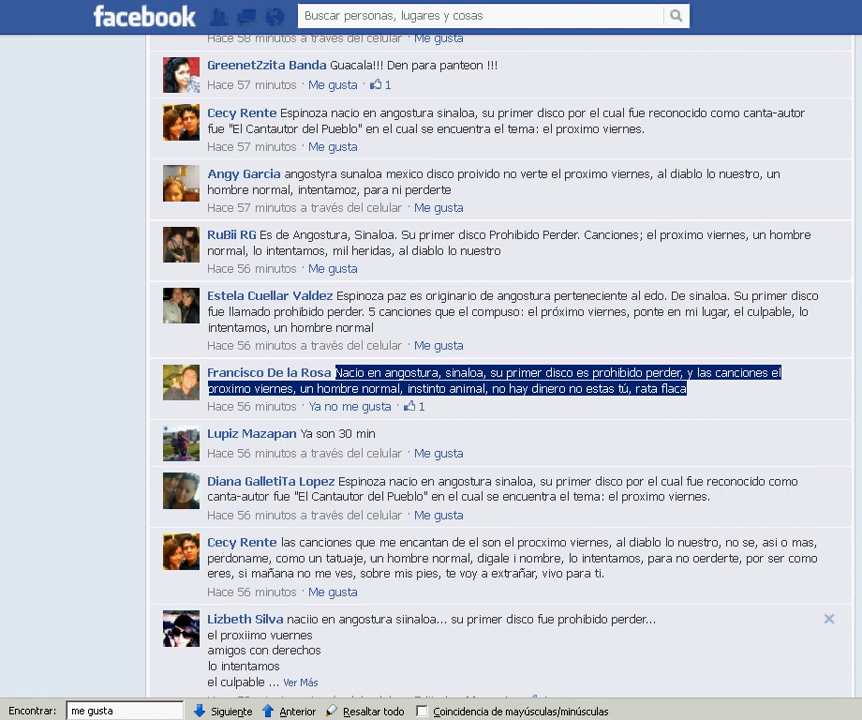 facebook
Buscar personas, lugares y cosas
Hace 58 minutos a través del celular · Me gusta
GreenetZzita Banda Guacala!!! Den para panteon !!!
Hace 57 minutos · Me gusta · 1
Cecy Rente Espinoza nacio en angostura sinaloa, su primer disco por el cual fue reconocido como canta-autor
fue "El Cantautor del Pueblo" en el cual se encuentra el tema: el proximo viernes.
Hace 57 minutos · Me gusta
Angy Garcia angostyra sunaloa mexico disco proivido no verte el proximo viernes, al diablo lo nuestro, un
hombre normal, intentamoz, para ni perderte
Hace 57 minutos a través del celular · Me gusta
RuBii RG Es de Angostura, Sinaloa. Su primer disco Prohibido Perder. Canciones; el proximo viernes, un hombre
normal, lo intentamos, mil heridas, al diablo lo nuestro
Hace 56 minutos · Me gusta
Estela Cuellar Valdez Espinoza paz es originario de angostura perteneciente al edo. De sinaloa. Su primer disco
fue llamado prohibido perder. 5 canciones que el compuso: el próximo viernes, ponte en mi lugar, el culpable, lo
intentamos, un hombre normal
Hace 56 minutos a través del celular · Me gusta
Francisco De la Rosa Nacio en angostura, sinaloa, su primer disco es prohibido perder, y las canciones el
proximo viernes, un hombre normal, instinto animal, no hay dinero no estas tú, rata flaca
Hace 56 minutos · Ya no me gusta · 1
Lupiz Mazapan Ya son 30 min
Hace 56 minutos a través del celular · Me gusta
Diana GalletiTa Lopez Espinoza nacio en angostura sinaloa, su primer disco por el cual fue reconocido como
canta-autor fue "El Cantautor del Pueblo" en el cual se encuentra el tema: el proximo viernes.
Hace 56 minutos a través del celular · Me gusta
Cecy Rente las canciones que me encantan de el son el procximo viernes, al diablo lo nuestro, no se, asi o mas,
perdoname, como un tatuaje, un hombre normal, digale i nombre, lo intentamos, para no oerderte, por ser como
eres, si mañana no me ves, sobre mis pies, te voy a extrañar, vivo para ti.
Hace 56 minutos · Me gusta
Lizbeth Silva naciio en angostura siinaloa... su primer disco fue prohibido perder...
el proxiimo vuernes
amigos con derechos
lo intentamos
el culpable ... Ver Más
Encontrar: me gusta Siguiente Anterior Resaltar todo Coincidencia de mayúsculas/minúsculas